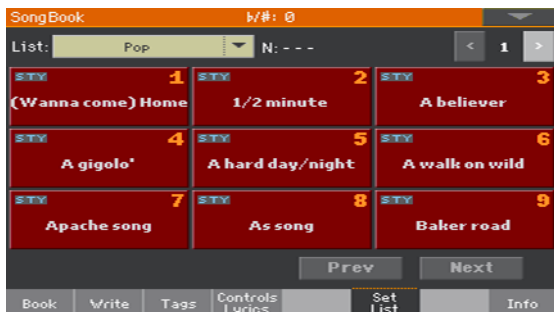 SongBook ♭/#: 0
List: Pop N: - - - < 1 >
STY 1 STY 2 STY 3
(Wanna come) Home 1/2 minute A believer
STY 4 STY 5 STY 6
A gigolo' A hard day/night A walk on wild
STY 7 STY 8 STY 9
Apache song As song Baker road
Prev Next
Book Write Tags Controls Lyrics Set List Info